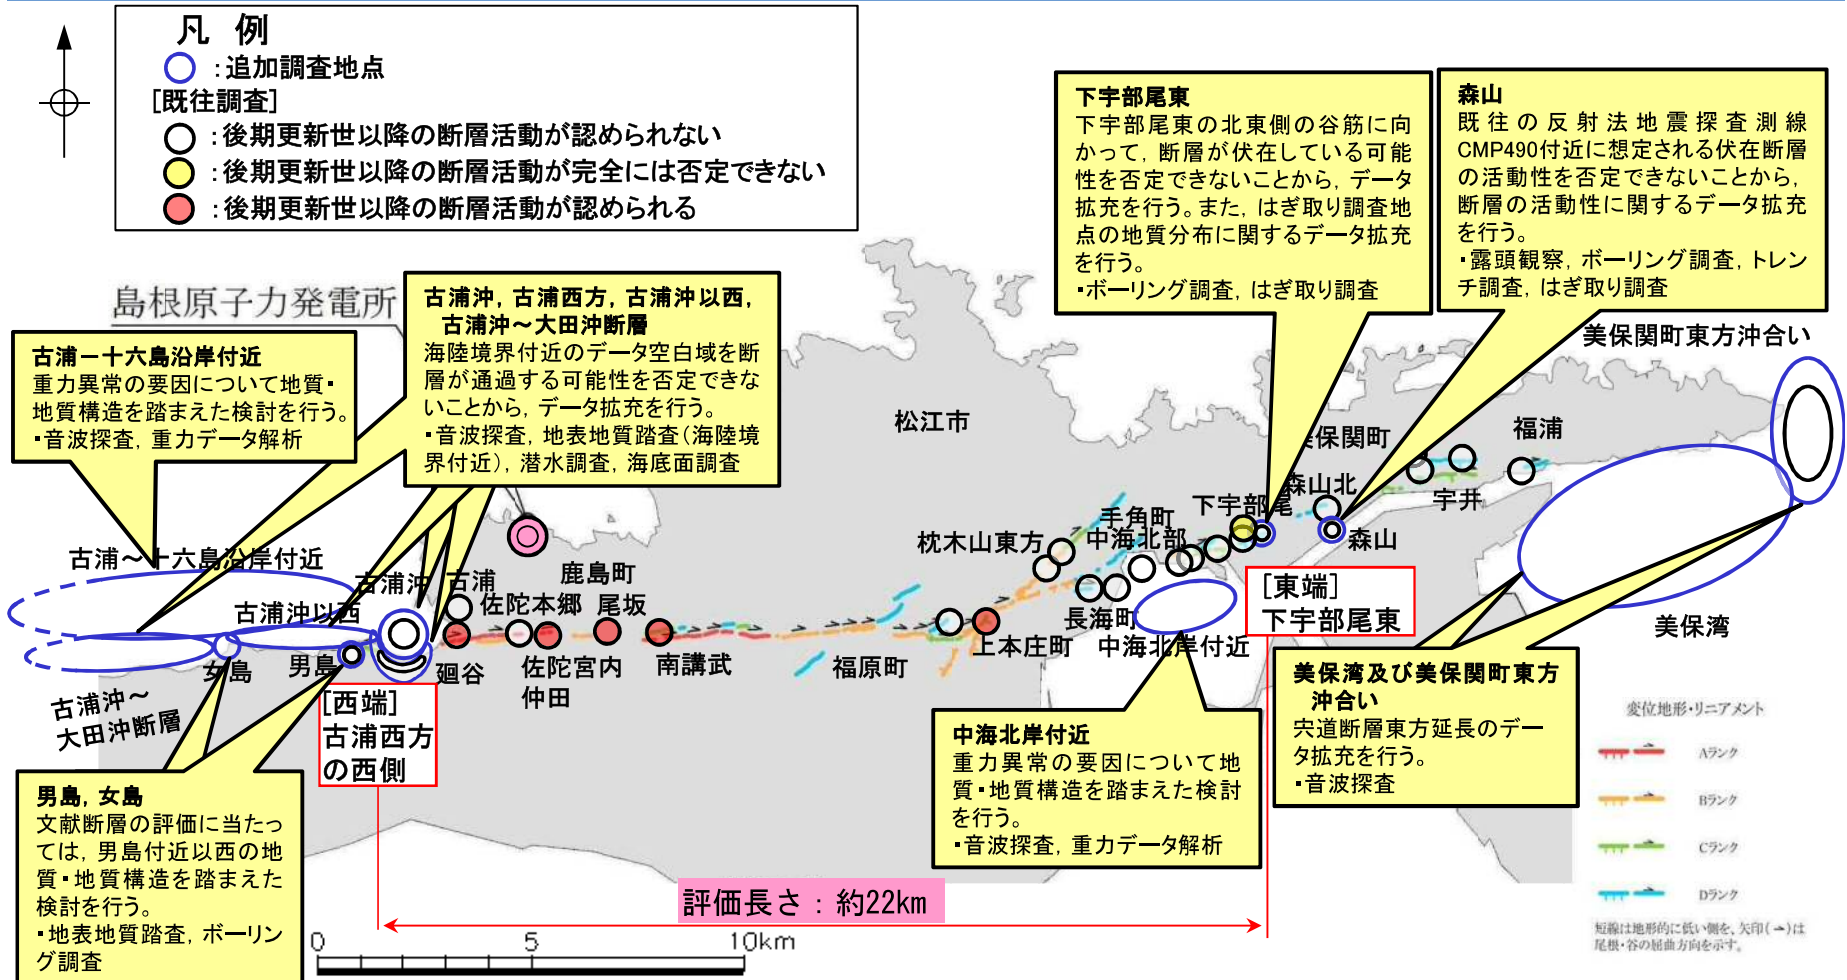 凡 例
：追加調査地点
[既往調査]
：後期更新世以降の断層活動が認められない
：後期更新世以降の断層活動が完全には否定できない
：後期更新世以降の断層活動が認められる
島根原子力発電所
古浦－十六島沿岸付近
重力異常の要因について地質・
地質構造を踏まえた検討を行う。
・音波探査，重力データ解析
古浦沖，古浦西方，古浦沖以西，
古浦沖～大田沖断層
海陸境界付近のデータ空白域を断
層が通過する可能性を否定できな
いことから，データ拡充を行う。
・音波探査，地表地質踏査（海陸境
界付近），潜水調査，海底面調査
下宇部尾東
下宇部尾東の北東側の谷筋に向
かって，断層が伏在している可能
性を否定できないことから，データ
拡充を行う。また，はぎ取り調査地
点の地質分布に関するデータ拡充
を行う。
・ボーリング調査，はぎ取り調査
森山
既往の反射法地震探査測線
CMP490付近に想定される伏在断層
の活動性を否定できないことから，
断層の活動性に関するデータ拡充
を行う。
・露頭観察，ボーリング調査，トレン
チ調査，はぎ取り調査
美保関町東方沖合い
松江市
保関町
福浦
宇井
森山北
森山
下宇部尾
手角町
中海北部
枕木山東方
古浦～十六島沿岸付近
古浦沖
古浦
鹿島町
古浦沖以西
佐陀本郷
尾坂
女島
男島
廻谷
佐陀宮内
仲田
南講武
福原町
上本庄町
長海町
中海北岸付近
[東端]
下宇部尾東
美保湾
古浦沖～
大田沖断層
[西端]
古浦西方
の西側
男島，女島
文献断層の評価に当たっ
ては，男島付近以西の地
質・地質構造を踏まえた
検討を行う。
・地表地質踏査，ボーリン
グ調査
中海北岸付近
重力異常の要因について地
質・地質構造を踏まえた検討
を行う。
・音波探査，重力データ解析
美保湾及び美保関町東方
沖合い
宍道断層東方延長のデー
タ拡充を行う。
・音波探査
変位地形・リニアメント
Aランク
Bランク
Cランク
Dランク
短線は地形的に低い側を、矢印(→)は
尾根・谷の屈曲方向を示す。
評価長さ：約22km
0 5 10km